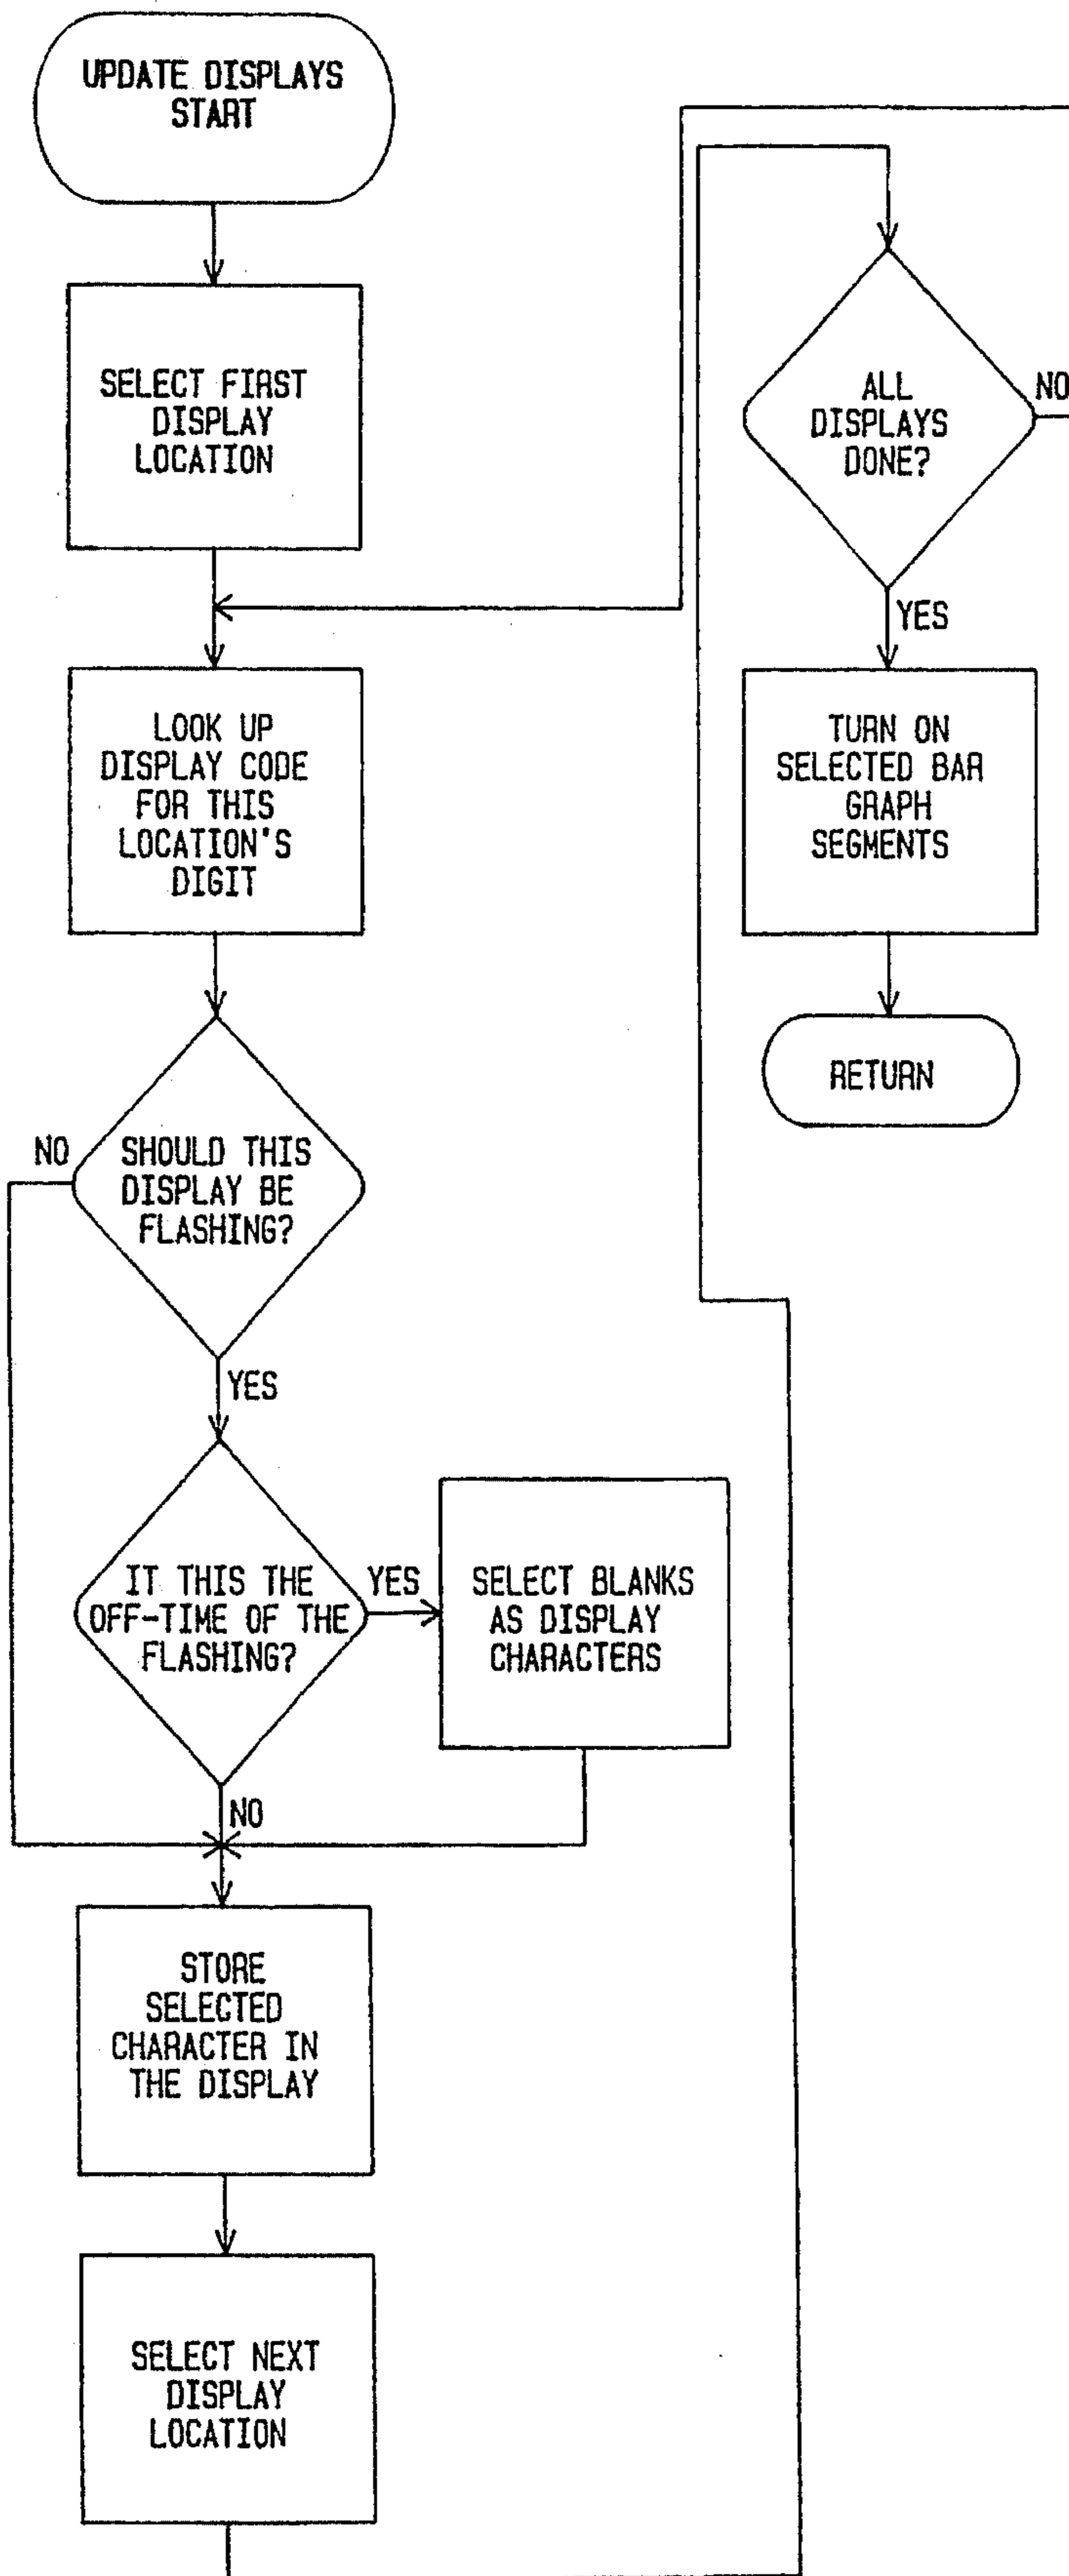 UPDATE DISPLAYS
START
SELECT FIRST
DISPLAY
LOCATION
LOOK UP
DISPLAY CODE
FOR THIS
LOCATION'S
DIGIT
NO
SHOULD THIS
DISPLAY BE
FLASHING?
YES
IT THIS THE
OFF-TIME OF THE
FLASHING?
YES
SELECT BLANKS
AS DISPLAY
CHARACTERS
NO
STORE
SELECTED
CHARACTER IN
THE DISPLAY
SELECT NEXT
DISPLAY
LOCATION
ALL
DISPLAYS
DONE?
NO
YES
TURN ON
SELECTED BAR
GRAPH
SEGMENTS
RETURN